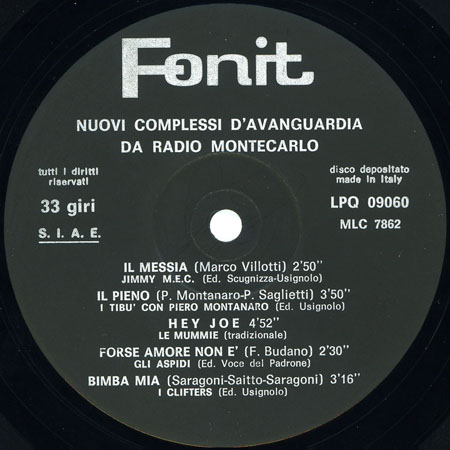 Fonit
NUOVI COMPLESSI D'AVANGUARDIA
DA RADIO MONTECARLO
tutti i diritti
riservati
disco depositato
made in Italy
33 giri
LPQ 09060
S. I. A. E.
MLC 7862
IL MESSIA (Marco Villotti) 2'50''
JIMMY M.E.C. (Ed. Scugnizza-Usignolo)
IL PIENO (P. Montanaro-P. Saglietti) 3'50''
I TIBU' CON PIERO MONTANARO (Ed. Usignolo)
HEY JOE 4'52''
LE MUMMIE (tradizionale)
FORSE AMORE NON E' (F. Budano) 2'30''
GLI ASPIDI (Ed. Voce del Padrone)
BIMBA MIA (Saragoni-Saitto-Saragoni) 3'16''
I CLIFTERS (Ed. Usignolo)